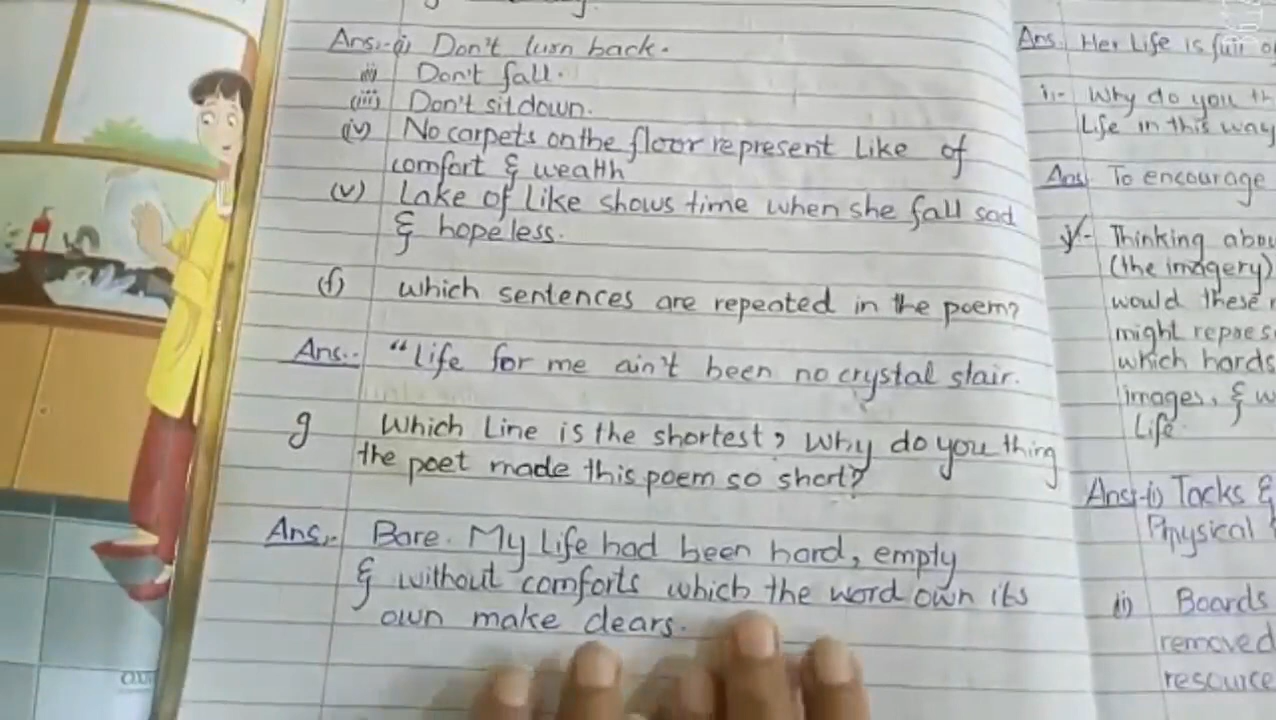 Ans:-(i) Don't turn back.
(ii) Don't fall.
(iii) Don't sit down.
(iv) No carpets on the floor represent Like of
comfort & wealth
(v) Lake of Like shows time when she fall sad
& hopeless.
(f) which sentences are repeated in the poem?
Ans:- "Life for me ain't been no crystal stair.
g Which Line is the shortest, Why do you thing
the poet made this poem so short?
Ans:- Bare. My Life had been hard, empty
& without comforts which the word own its
own make clears.
Ans. Her Life is full
i:- Why do you
Life in this way
Ans. To encourage
j- Thinking
(the imagery)
would these
might
which
images, & w
Life
Ans:-(i) Tacks &
Physical
(ii) Boards
removed
resource